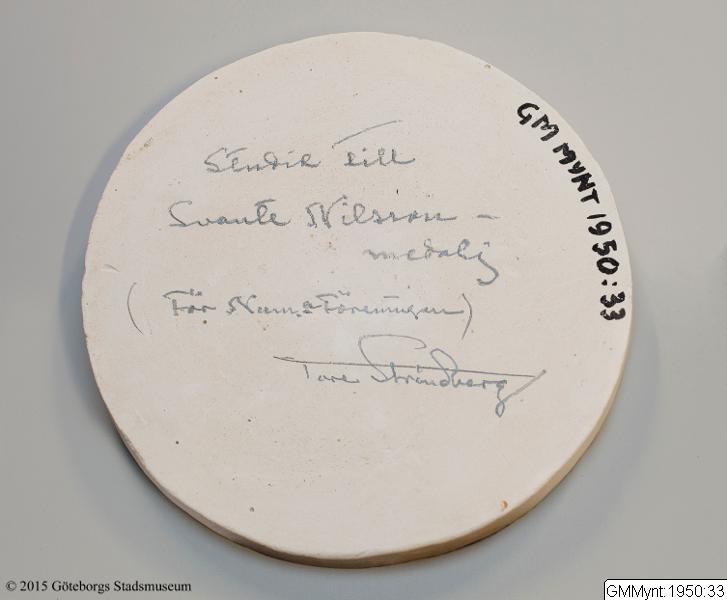 Studie till
Svante Nilsson -
medalj
(För Num. Föreningen)
Tore Strindberg
GM MYNT 1950:33
© 2015 Göteborgs Stadsmuseum
GMMynt:1950:33